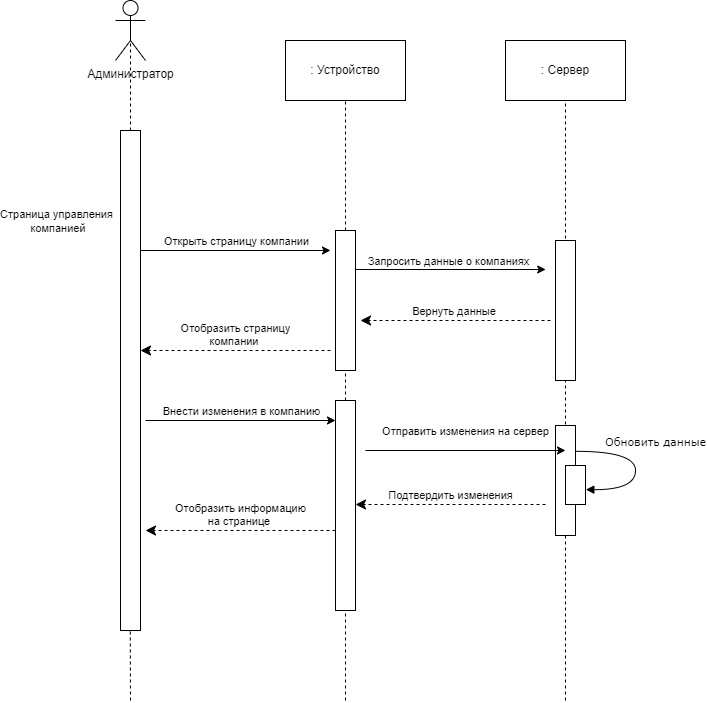 Администратор
: Устройство
: Сервер
Страница управления
компанией
Открыть страницу компании
Запросить данные о компаниях
Вернуть данные
Отобразить страницу
компании
Внести изменения в компанию
Отправить изменения на сервер
Обновить данные
Подтвердить изменения
Отобразить информацию
на странице